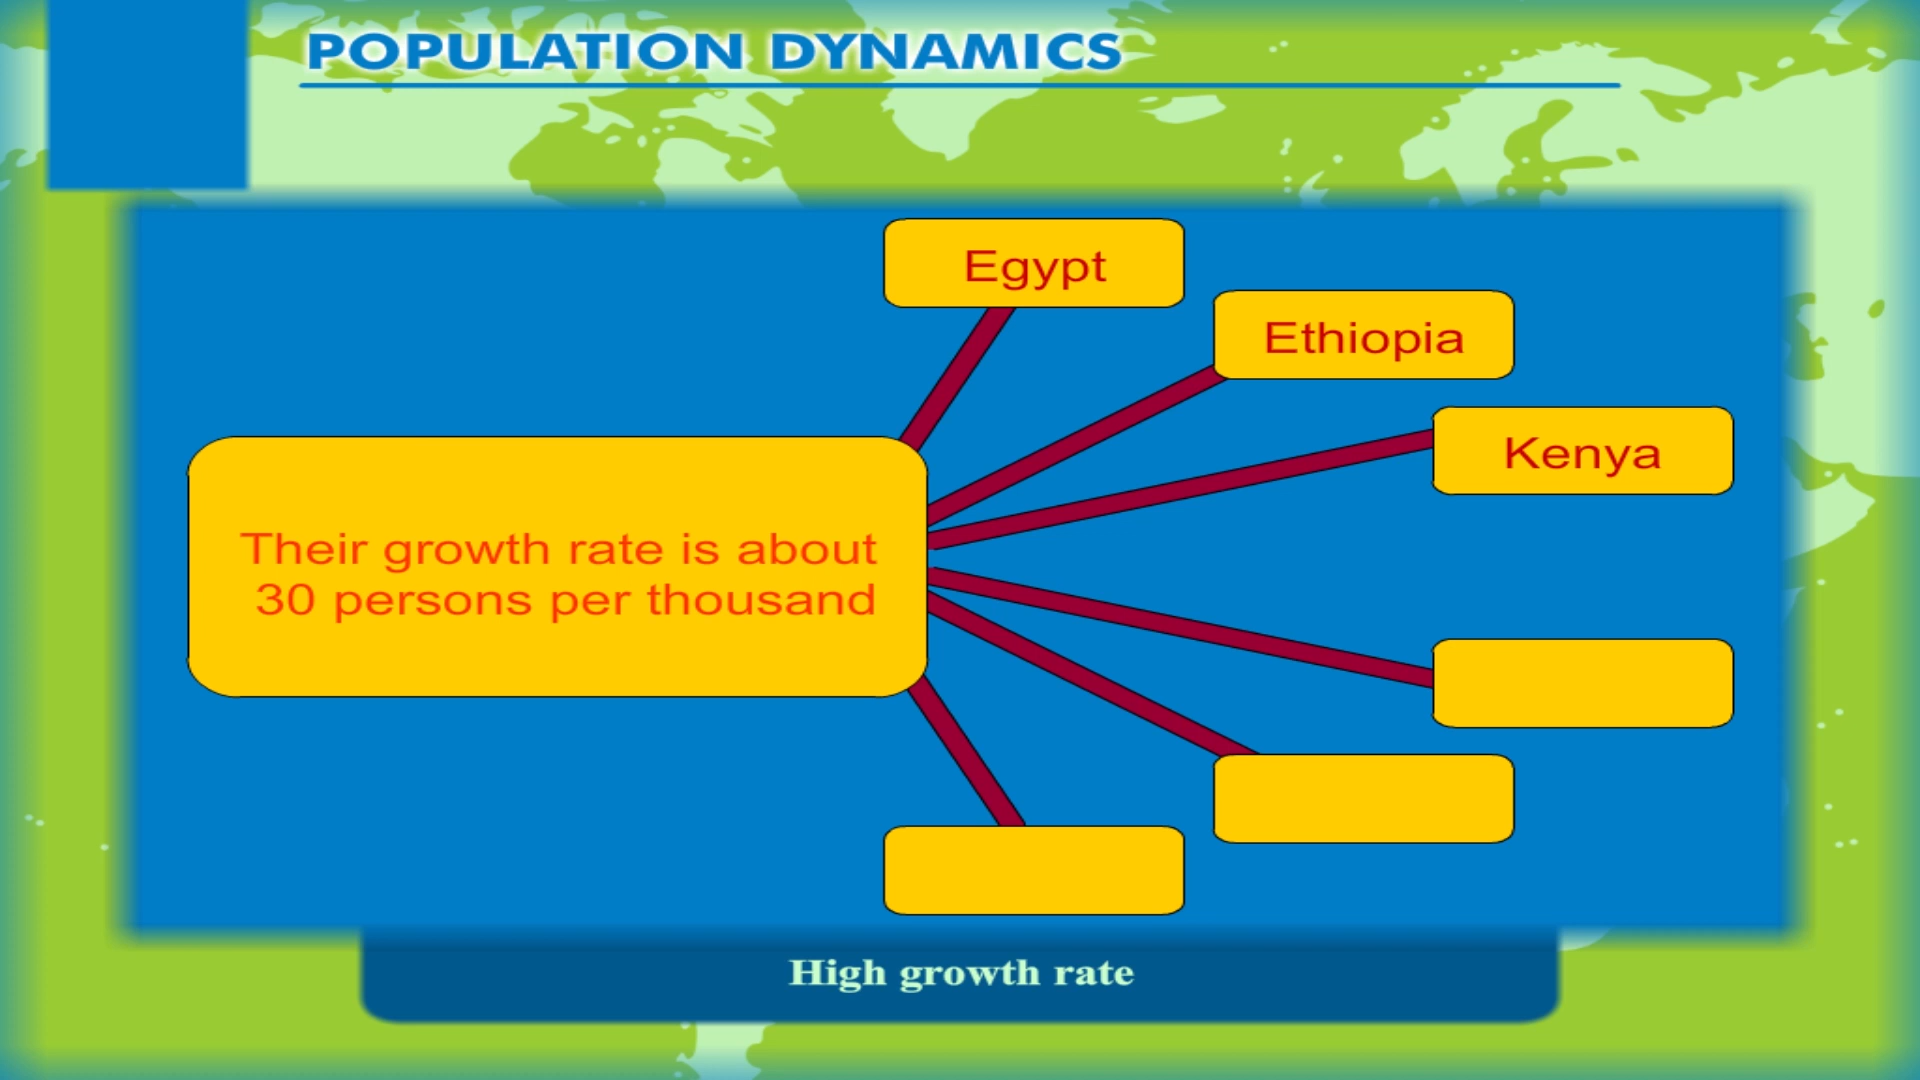 POPULATION DYNAMICS
Egypt
Ethiopia
Kenya
Their growth rate is about
30 persons per thousand
High growth rate